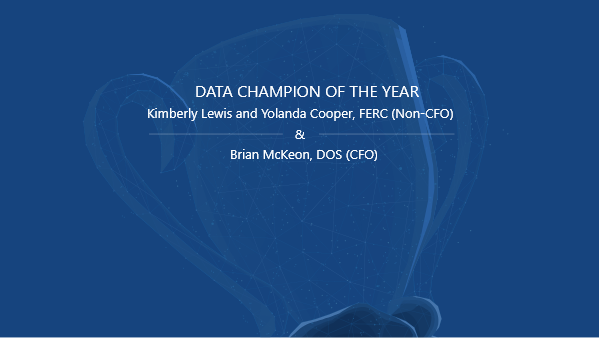 DATA CHAMPION OF THE YEAR
Kimberly Lewis and Yolanda Cooper, FERC (Non-CFO)
&
Brian McKeon, DOS (CFO)